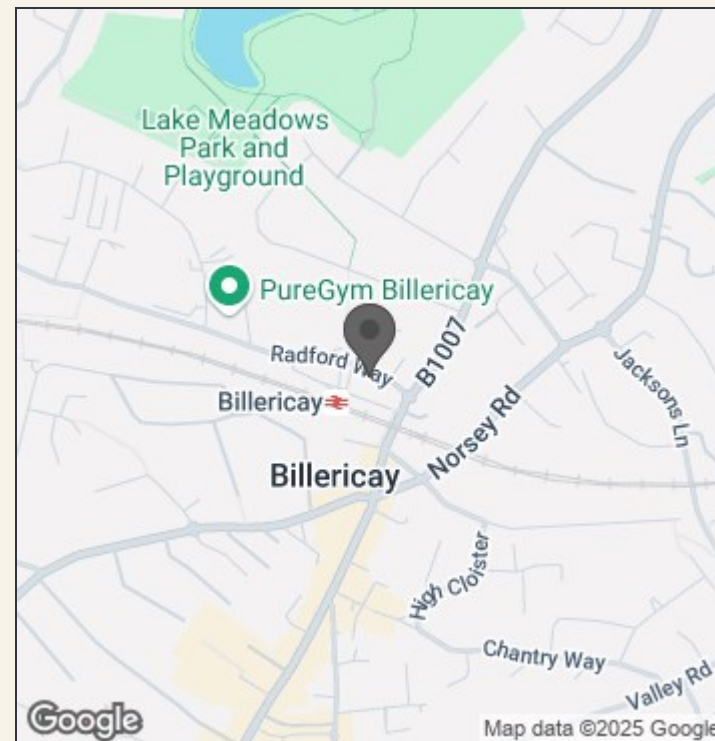 Lake Meadows
Park and
Playground
PureGym Billericay
Radford Way
B1007
Billericay
Norsey Rd
Jacksons Ln
Billericay
High Cloister
Chantry Way
Valley Rd
Google
Map data ©2025 Google